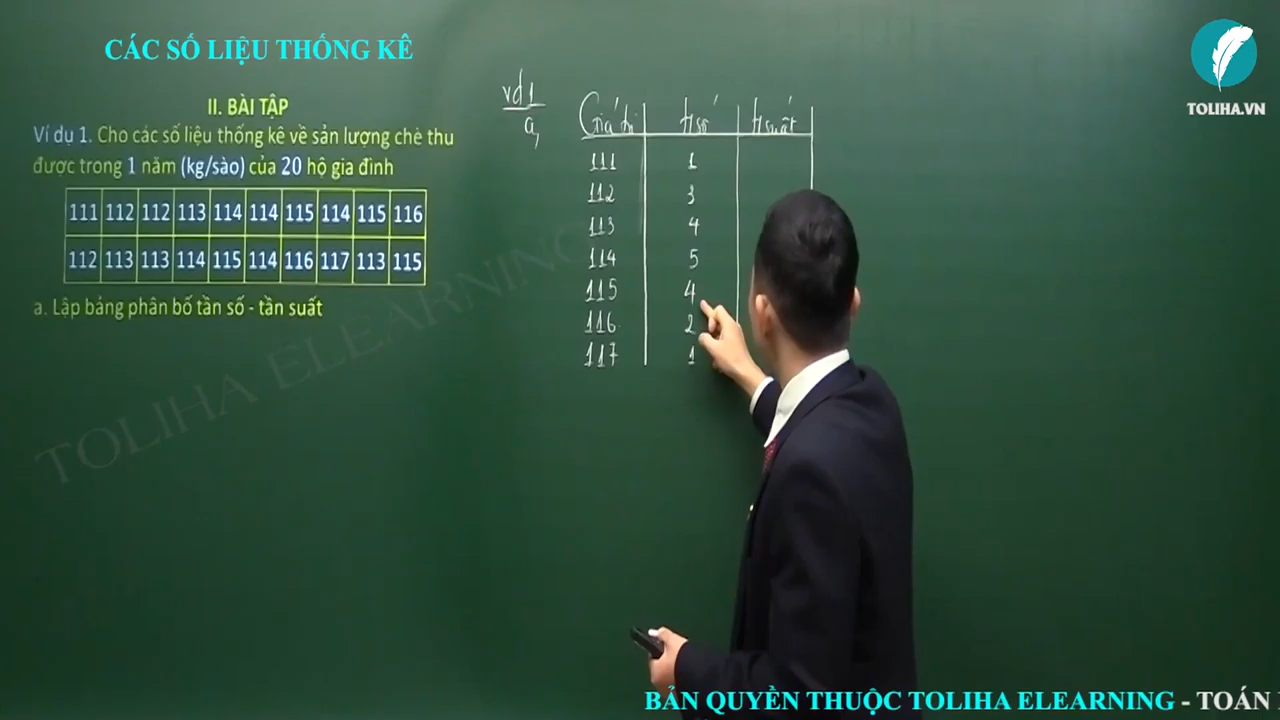 CÁC SỐ LIỆU THỐNG KÊ
II. BÀI TẬP
Ví dụ 1. Cho các số liệu thống kê về sản lượng chè thu
được trong 1 năm (kg/sào) của 20 hộ gia đình
111 112 112 113 114 114 115 114 115 116
112 113 113 114 115 114 116 117 113 115
a. Lập bảng phân bố tần số - tần suất
TOLIHA ELEARNING
vd1
a,
Giá trị tsố tsuất
111 1
112 3
113 4
114 5
115 4
116 2
117 1
TOLIHA.VN
BẢN QUYỀN THUỘC TOLIHA ELEARNING - TOÁN